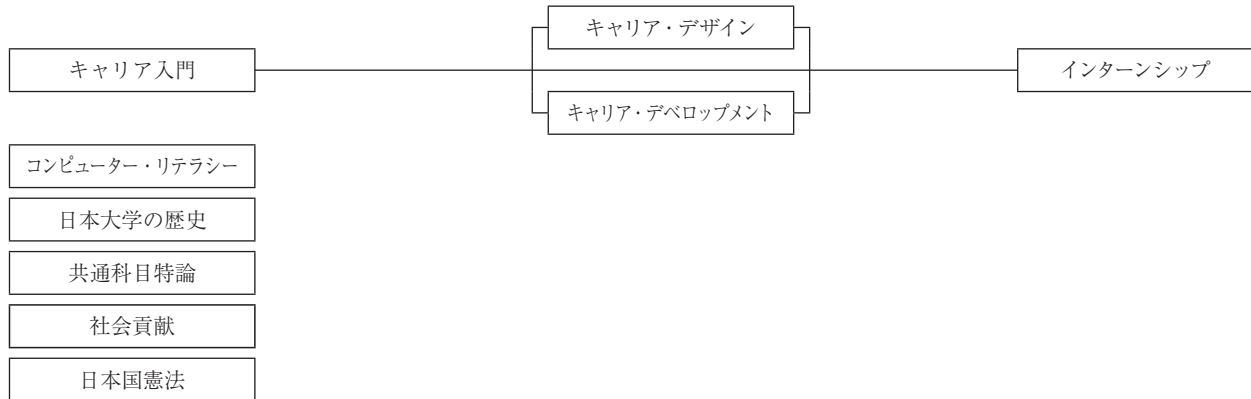 キャリア・デザイン
キャリア入門
インターンシップ
キャリア・デベロップメント
コンピューター・リテラシー
日本大学の歴史
共通科目特論
社会貢献
日本国憲法